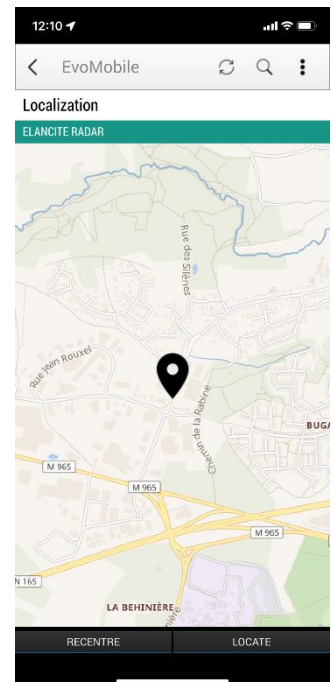 12:10
EvoMobile
Localization
ELANCITE RADAR
Rue des Silènes
Rue Jean Rouxel
Chemin de la Rabine
BUGA
M 965
M 965
M 965
N 165
LA BEHINIÈRE
RECENTRE
LOCATE